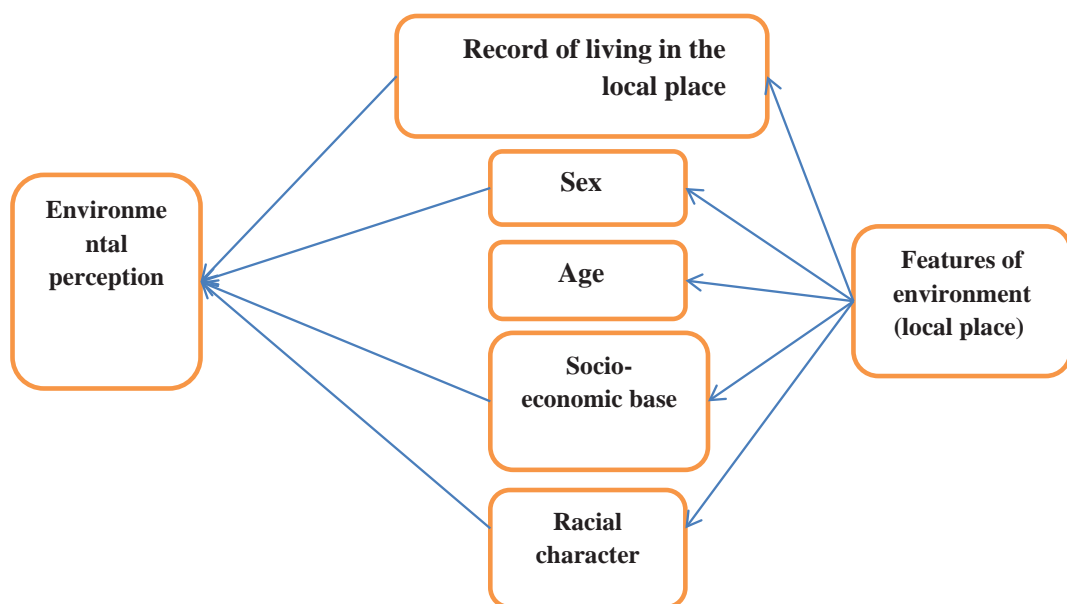 Record of living in the
local place
Sex
Age
Socio-
economic base
Racial
character
Environme
ntal
perception
Features of
environment
(local place)